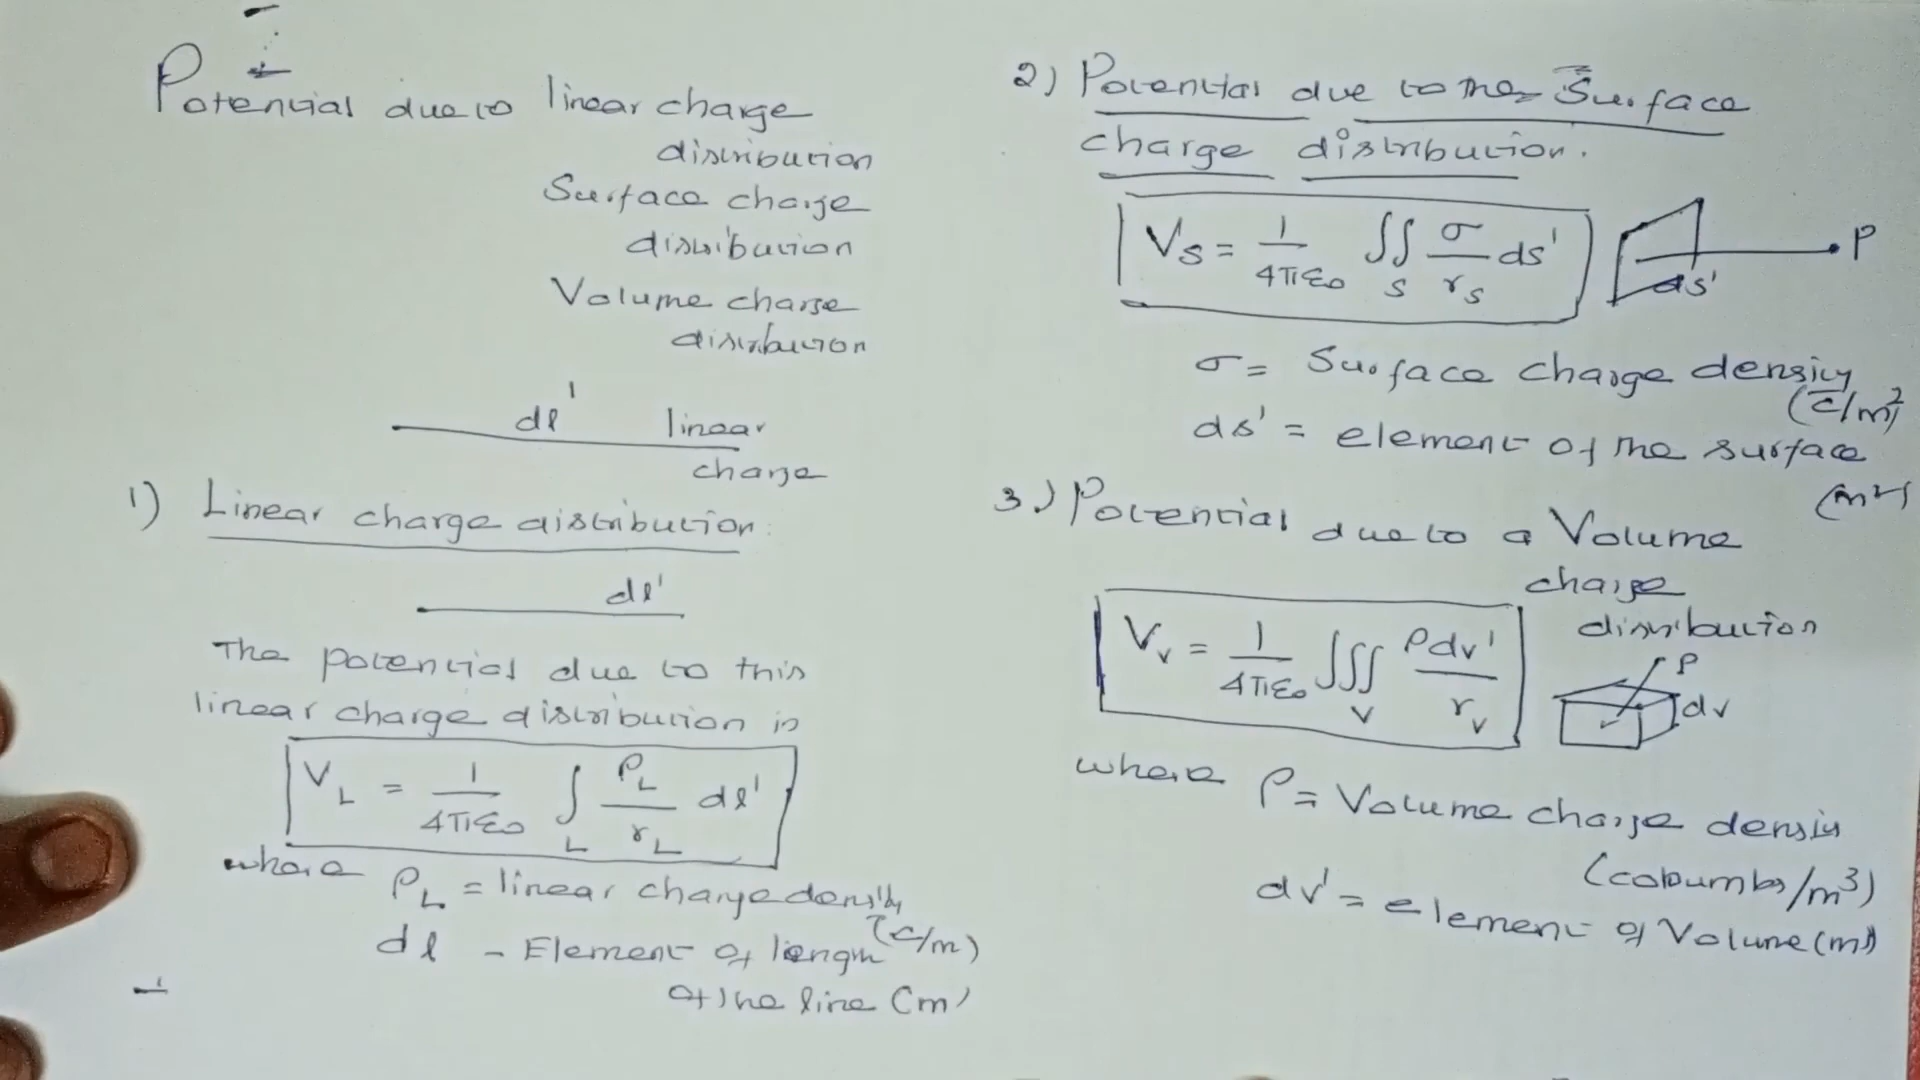 Potential due to linear charge
distribution
Surface charge
distribution
Volume charge
distribution
dl'
linear
charge
1) Linear charge distribution:
dl'
The potential due to this
linear charge distribution is
V_L = 1/4πε0 ∫_L ρ_L/r_L dl'
where ρ_L = linear charge density
(c/m)
dl - Element of length
of the line (m)
2) Potential due to the Surface
charge distribution.
V_S = 1/4πε0 ∬_S σ/r_S ds'
P
ds'
σ = Surface charge density
(c/m²)
ds' = element of the surface
(m²)
3.) Potential due to a Volume
charge
distribution
V_v = 1/4πε0 ∭_v ρdv'/r_v
P
dv
where ρ = Volume charge density
(coloumbs/m³)
dv' = element of Volume (m³)